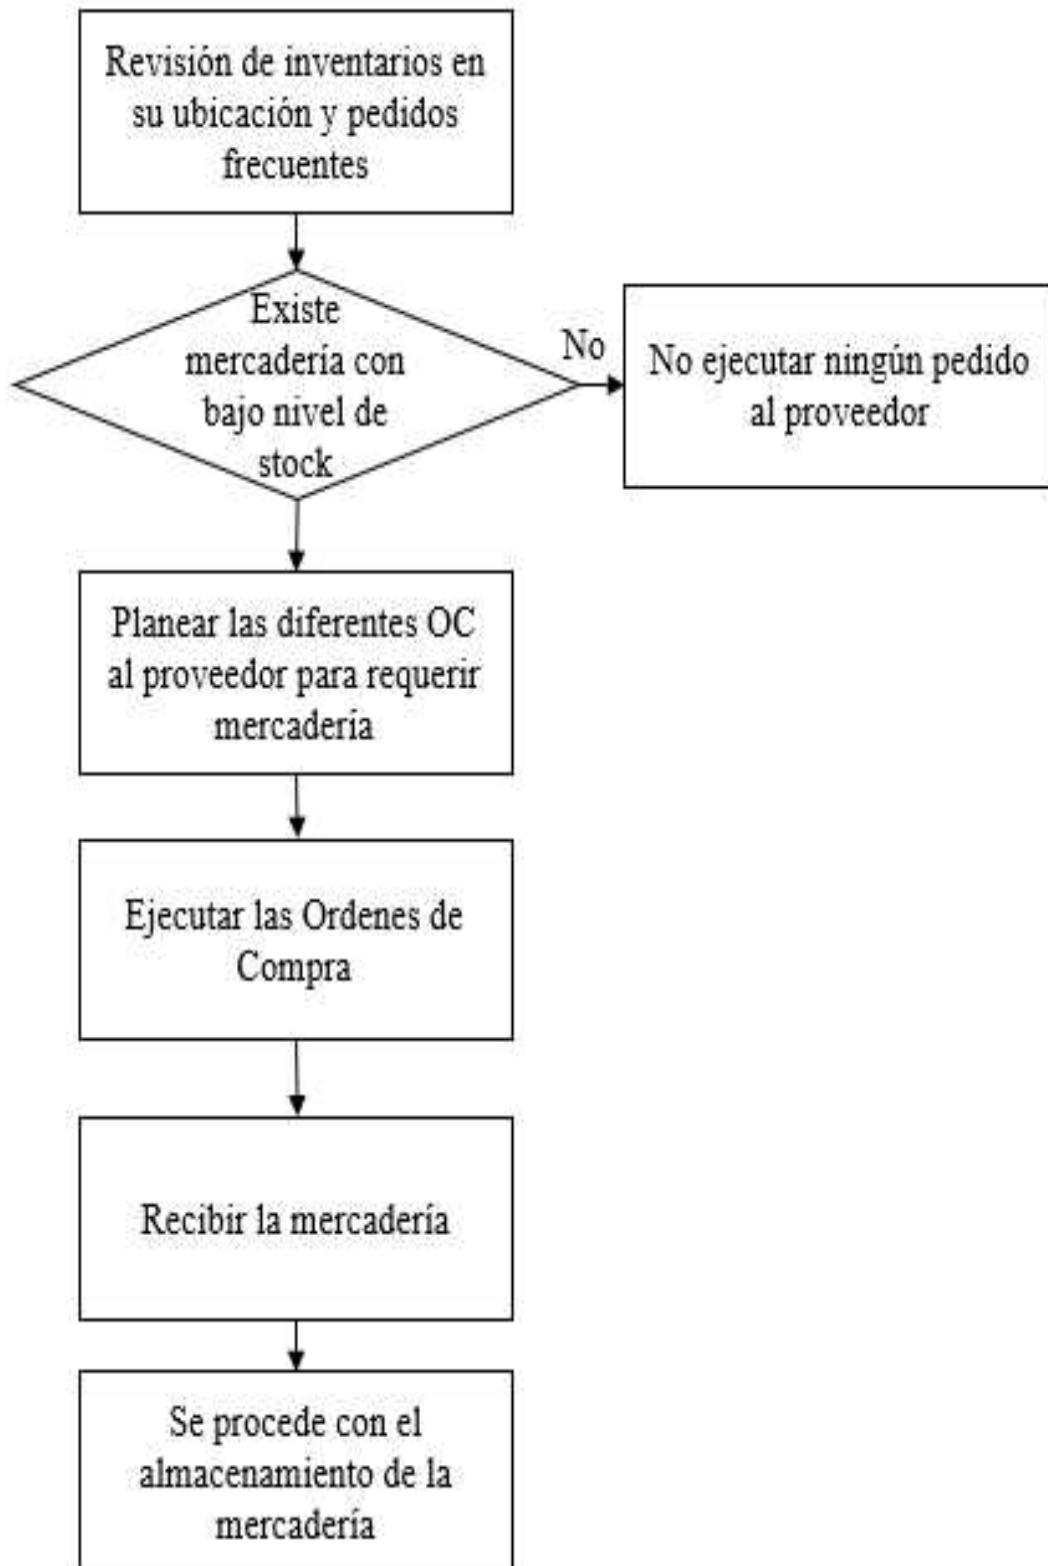 Revisión de inventarios en
su ubicación y pedidos
frecuentes
Existe
mercadería con
bajo nivel de
stock
No
No ejecutar ningún pedido
al proveedor
Planear las diferentes OC
al proveedor para requerir
mercadería
Ejecutar las Ordenes de
Compra
Recibir la mercadería
Se procede con el
almacenamiento de la
mercadería